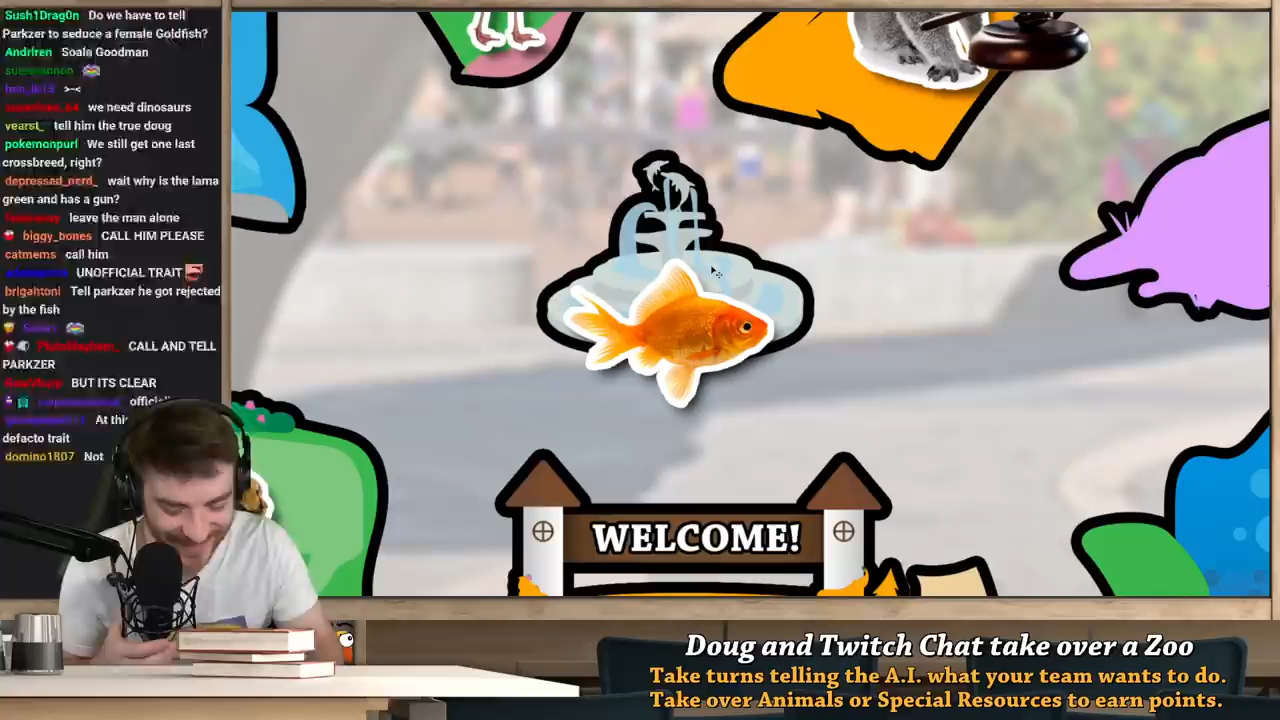 Sush1Drag0n Do we have to tell
Parkzer to seduce a female Goldfish?
Andriren Soala Goodman
>-<
we need dinosaurs
vearst_ tell him the true doug
pokemonpurl We still get one last
crossbreed, right?
depressed_nerd_ wait why is the lama
green and has a gun?
leave the man alone
biggy_bones CALL HIM PLEASE
catmems call him
UNOFFICIAL TRAIT
brigahtoni Tell parkzer he got rejected
by the fish
CALL AND TELL
PARKZER
BUT ITS CLEAR
At
defacto trait
domino1807 Not
WELCOME!
Doug and Twitch Chat take over a Zoo
Take turns telling the A.I. what your team wants to do.
Take over Animals or Special Resources to earn points.